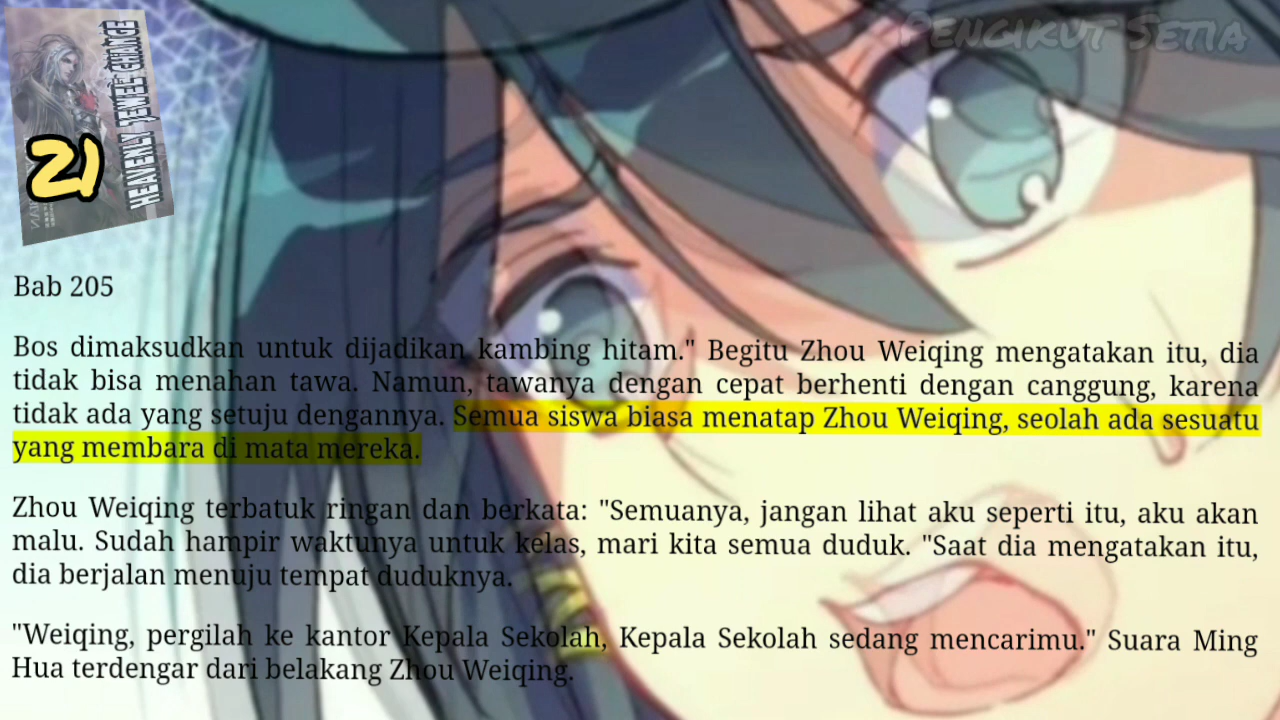 Pengikut Setia
HEAVENLY JEWEL CHANGE
21
Bab 205
Bos dimaksudkan untuk dijadikan kambing hitam." Begitu Zhou Weiqing mengatakan itu, dia
tidak bisa menahan tawa. Namun, tawanya dengan cepat berhenti dengan canggung, karena
tidak ada yang setuju dengannya. Semua siswa biasa menatap Zhou Weiqing, seolah ada sesuatu
yang membara di mata mereka.
Zhou Weiqing terbatuk ringan dan berkata: "Semuanya, jangan lihat aku seperti itu, aku akan
malu. Sudah hampir waktunya untuk kelas, mari kita semua duduk. "Saat dia mengatakan itu,
dia berjalan menuju tempat duduknya.
"Weiqing, pergilah ke kantor Kepala Sekolah, Kepala Sekolah sedang mencarimu." Suara Ming
Hua terdengar dari belakang Zhou Weiqing.